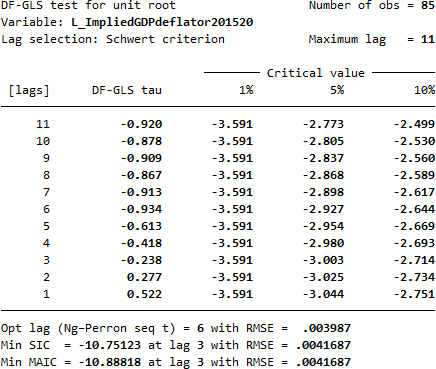 DF-GLS test for unit root Number of obs = 85
Variable: L_ImpliedGDPdeflator201520
Lag selection: Schwert criterion Maximum lag = 11
Critical value
[lags] DF-GLS tau 1% 5% 10%
11 -0.920 -3.591 -2.773 -2.499
10 -0.878 -3.591 -2.805 -2.530
9 -0.909 -3.591 -2.837 -2.560
8 -0.867 -3.591 -2.868 -2.589
7 -0.913 -3.591 -2.898 -2.617
6 -0.934 -3.591 -2.927 -2.644
5 -0.613 -3.591 -2.954 -2.669
4 -0.418 -3.591 -2.980 -2.693
3 -0.238 -3.591 -3.003 -2.714
2 0.277 -3.591 -3.025 -2.734
1 0.522 -3.591 -3.044 -2.751
Opt lag (Ng–Perron seq t) = 6 with RMSE = .003987
Min SIC = -10.75123 at lag 3 with RMSE = .0041687
Min MAIC = -10.88818 at lag 3 with RMSE = .0041687